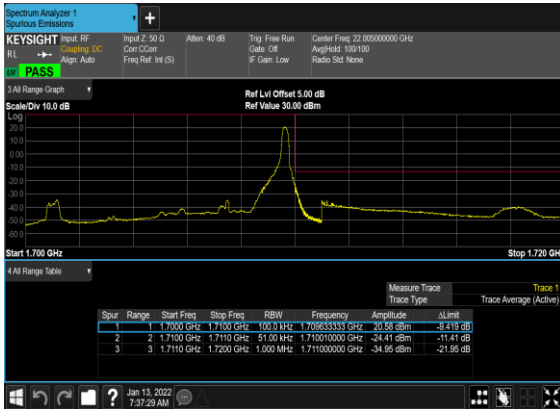 Spectrum Analyzer 1
Spurious Emissions
KEYSIGHT Input: RF Input Z: 50 Ω Atten: 40 dB Trig: Free Run Center Freq: 22.005000000 GHz
RL Coupling: DC Corr CCorr Gate: Off Avg|Hold: 100/100
Align: Auto Freq Ref: Int (S) IF Gain: Low Radio Std: None
PASS
3 All Range Graph
Ref Lvl Offset 5.00 dB
Scale/Div 10.0 dB Ref Value 30.00 dBm
Log
20.0
10.0
0.00
-10.0
-20.0
-30.0
-40.0
-50.0
-60.0
Start 1.700 GHz Stop 1.720 GH
4 All Range Table
Measure Trace Trace 1
Trace Type Trace Average (Active)
Spur Range Start Freq Stop Freq RBW Frequency Amplitude ΔLimit
1 1 1.7000 GHz 1.7100 GHz 100.0 kHz 1.709633333 GHz 20.58 dBm -9.419 dB
2 2 1.7100 GHz 1.7110 GHz 51.00 kHz 1.710010000 GHz -24.41 dBm -11.41 dB
3 3 1.7110 GHz 1.7200 GHz 1.000 MHz 1.711000000 GHz -34.95 dBm -21.95 dB
Jan 13, 2022
7:37:29 AM